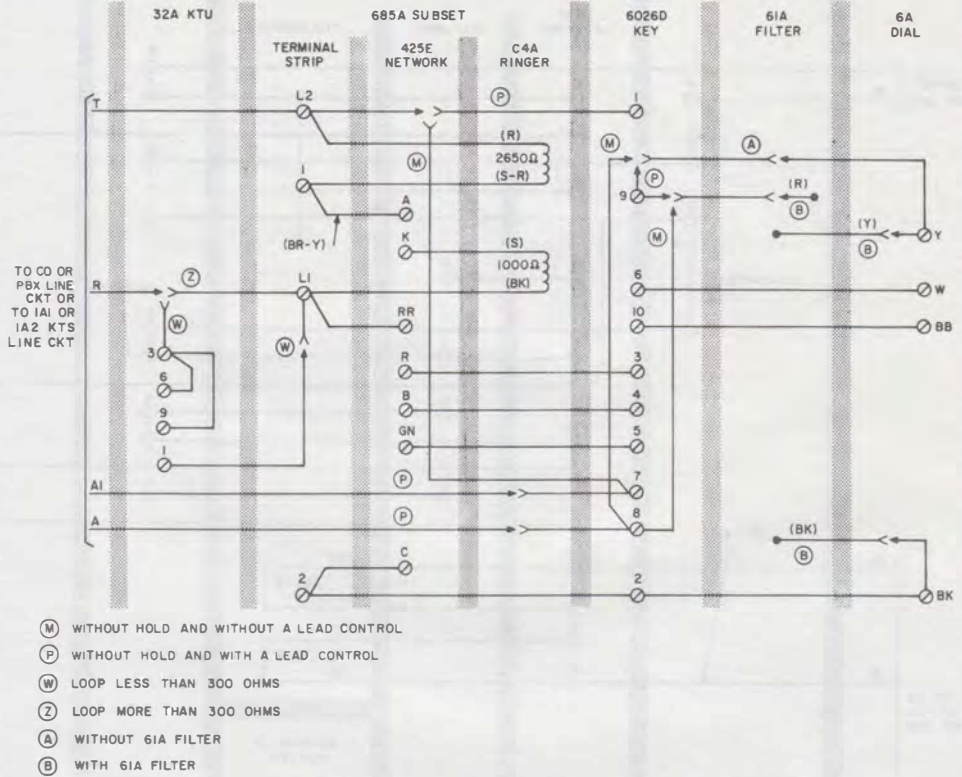 32A KTU
685A SUBSET
6026D
KEY
61A
FILTER
6A
DIAL
TERMINAL
STRIP
425E
NETWORK
C4A
RINGER
T
L2
P
1
(R)
2650Ω
(S-R)
M
M
A
P
1
A
9
(R)
B
(BR-Y)
K
(S)
1000Ω
(BK)
M
(Y)
B
Y
TO CO OR
PBX LINE
CKT OR
TO 1A1 OR
1A2 KTS
LINE CKT
R
Z
L1
6
W
W
RR
10
BB
3
W
R
3
6
B
4
9
GN
5
1
A1
P
7
A
P
8
(BK)
B
C
2
2
BK
M WITHOUT HOLD AND WITHOUT A LEAD CONTROL
P WITHOUT HOLD AND WITH A LEAD CONTROL
W LOOP LESS THAN 300 OHMS
Z LOOP MORE THAN 300 OHMS
A WITHOUT 61A FILTER
B WITH 61A FILTER